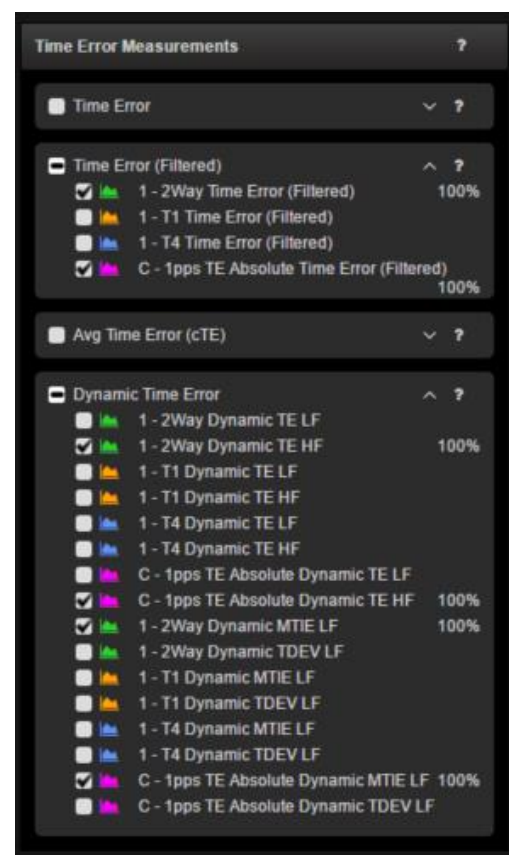 Time Error Measurements ?
Time Error ?
Time Error (Filtered) ?
1 - 2Way Time Error (Filtered) 100%
1 - T1 Time Error (Filtered)
1 - T4 Time Error (Filtered)
C - 1pps TE Absolute Time Error (Filtered)
100%
Avg Time Error (cTE) ?
Dynamic Time Error ?
1 - 2Way Dynamic TE LF
1 - 2Way Dynamic TE HF 100%
1 - T1 Dynamic TE LF
1 - T1 Dynamic TE HF
1 - T4 Dynamic TE LF
1 - T4 Dynamic TE HF
C - 1pps TE Absolute Dynamic TE LF
C - 1pps TE Absolute Dynamic TE HF 100%
1 - 2Way Dynamic MTIE LF 100%
1 - 2Way Dynamic TDEV LF
1 - T1 Dynamic MTIE LF
1 - T1 Dynamic TDEV LF
1 - T4 Dynamic MTIE LF
1 - T4 Dynamic TDEV LF
C - 1pps TE Absolute Dynamic MTIE LF 100%
C - 1pps TE Absolute Dynamic TDEV LF